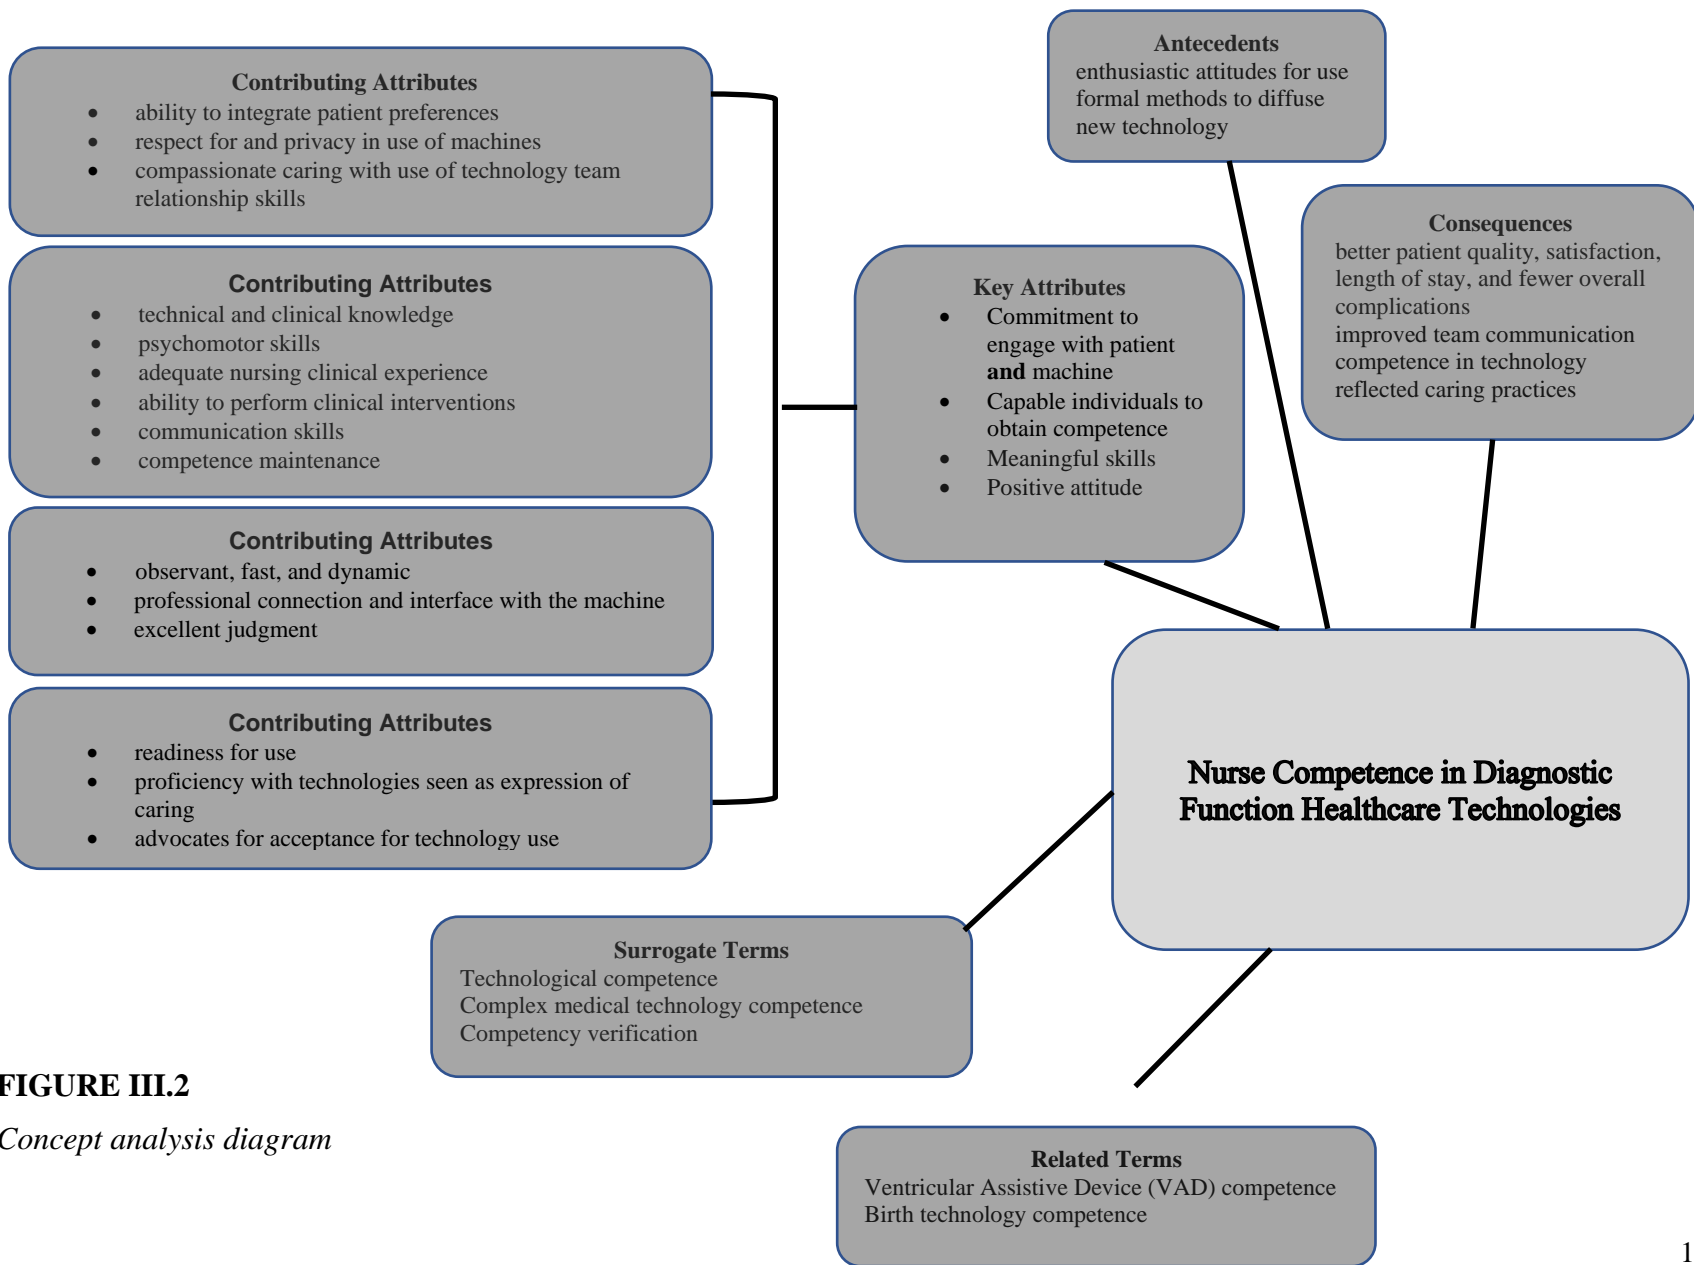 Contributing Attributes
• ability to integrate patient preferences
• respect for and privacy in use of machines
• compassionate caring with use of technology team
relationship skills
Contributing Attributes
• technical and clinical knowledge
• psychomotor skills
• adequate nursing clinical experience
• ability to perform clinical interventions
• communication skills
• competence maintenance
Contributing Attributes
• observant, fast, and dynamic
• professional connection and interface with the machine
• excellent judgment
Contributing Attributes
• readiness for use
• proficiency with technologies seen as expression of
caring
• advocates for acceptance for technology use
Key Attributes
• Commitment to
engage with patient
and machine
• Capable individuals to
obtain competence
• Meaningful skills
• Positive attitude
Antecedents
enthusiastic attitudes for use
formal methods to diffuse
new technology
Consequences
better patient quality, satisfaction,
length of stay, and fewer overall
complications
improved team communication
competence in technology
reflected caring practices
Nurse Competence in Diagnostic
Function Healthcare Technologies
Surrogate Terms
Technological competence
Complex medical technology competence
Competency verification
Related Terms
Ventricular Assistive Device (VAD) competence
Birth technology competence
FIGURE III.2
Concept analysis diagram
1